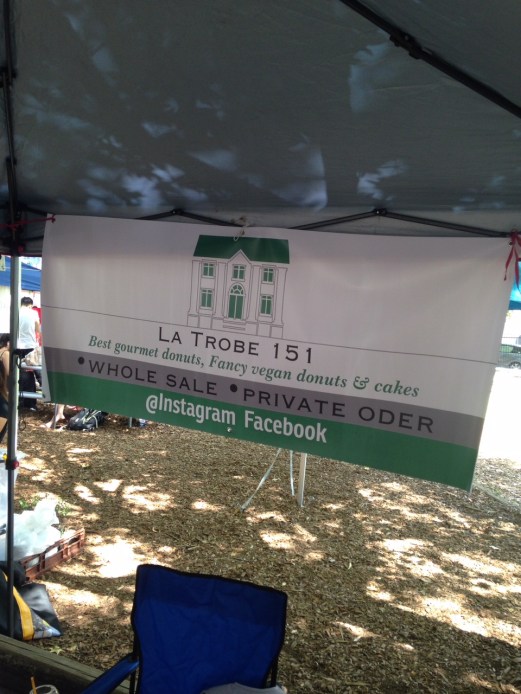 LA TROBE 151
Best gourmet donuts, Fancy vegan donuts & cakes
•WHOLE SALE •PRIVATE ODER
@Instagram Facebook